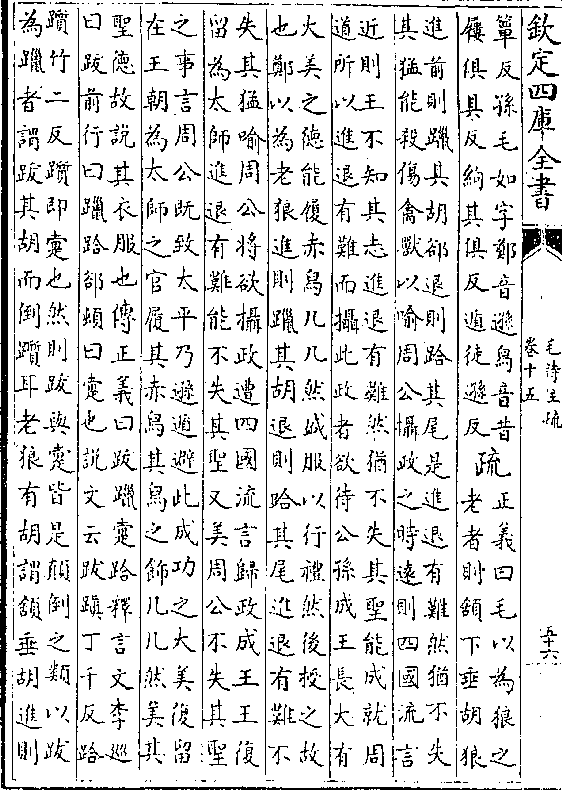 欽定四庫全書
毛詩注疏
卷十五
五十六
簞反孫毛如字鄭音遜舄音昔
屨俱具反絇其俱反遁徒遜反
疏
正義曰毛以為狼之
老者則頷下垂胡狼
進前則躐其胡卻退則跲其尾是進退有難然猶不失
其猛能殺傷禽獸以喻周公攝政之時遠則四國流言
近則王不知其志進退有難然猶不失其聖能成就周
道所以進退有難而攝此政者欲待公孫成王長大有
大美之德能履赤舄几几然盛服以行禮然後授之故
也鄭以為老狼進則躐其胡退則跲其尾進退有難不
失其猛喻周公將欲攝政遭四國流言歸政成王王復
留為太師進退有難能不失其聖又美周公不失其聖
之事言周公既致太平乃遜遁避此成功之大美復留
在王朝為太師之官履其赤舄其舄之飾几几然美其
聖德故說其衣服也傳正義曰跋躐疐跲釋言文李巡
曰跋前行曰躐跲卻頓曰疐也說文云跋蹎丁千反跲
躓竹二反躓即疐也然則跋與疐皆是顛倒之類以跋
為躐者謂跋其胡而倒躓耳老狼有胡謂頷垂胡進則